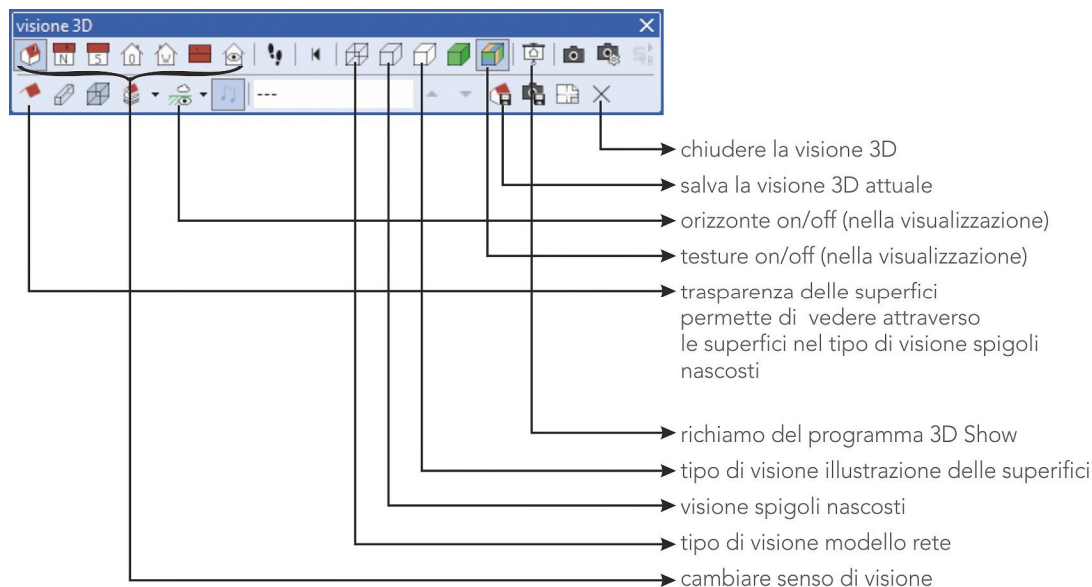 visione 3D
N S O W
---
chiudere la visione 3D
salva la visione 3D attuale
orizzonte on/off (nella visualizzazione)
testure on/off (nella visualizzazione)
trasparenza delle superfici
permette di vedere attraverso
le superfici nel tipo di visione spigoli
nascosti
richiamo del programma 3D Show
tipo di visione illustrazione delle superifici
visione spigoli nascosti
tipo di visione modello rete
cambiare senso di visione